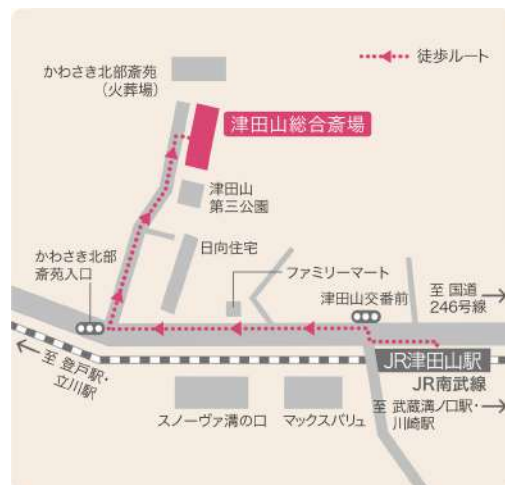 徒歩ルート
かわさき北部斎苑
(火葬場)
津田山総合斎場
津田山
第三公園
かわさき北部
斎苑入口
日向住宅
ファミリーマート
津田山交番前
至 国道
246号線
至 登戸駅・
立川駅
JR津田山駅
JR南武線
スノーヴァ溝の口
マックスバリュ
至 武蔵溝ノ口駅・
川崎駅